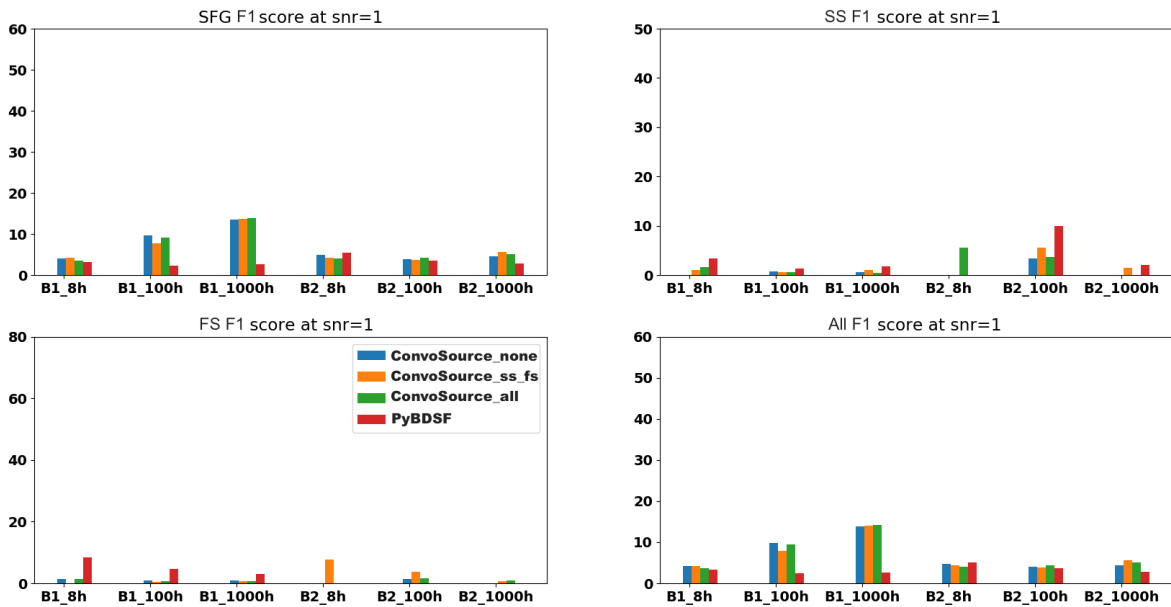 SFG F1 score at snr=1
60
50
40
30
20
10
0
B1_8h B1_100h B1_1000h B2_8h B2_100h B2_1000h
SS F1 score at snr=1
50
40
30
20
10
0
B1_8h B1_100h B1_1000h B2_8h B2_100h B2_1000h
FS F1 score at snr=1
80
60
40
20
0
ConvoSource_none
ConvoSource_ss_fs
ConvoSource_all
PyBDSF
B1_8h B1_100h B1_1000h B2_8h B2_100h B2_1000h
All F1 score at snr=1
60
50
40
30
20
10
0
B1_8h B1_100h B1_1000h B2_8h B2_100h B2_1000h